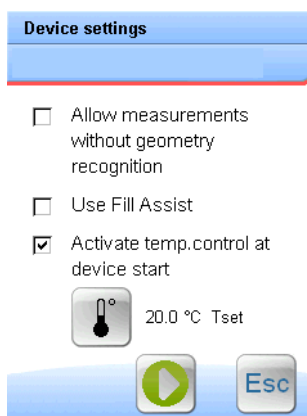 Device settings
Allow measurements
without geometry
recognition
Use Fill Assist
Activate temp.control at
device start
20.0 °C Tset
Esc